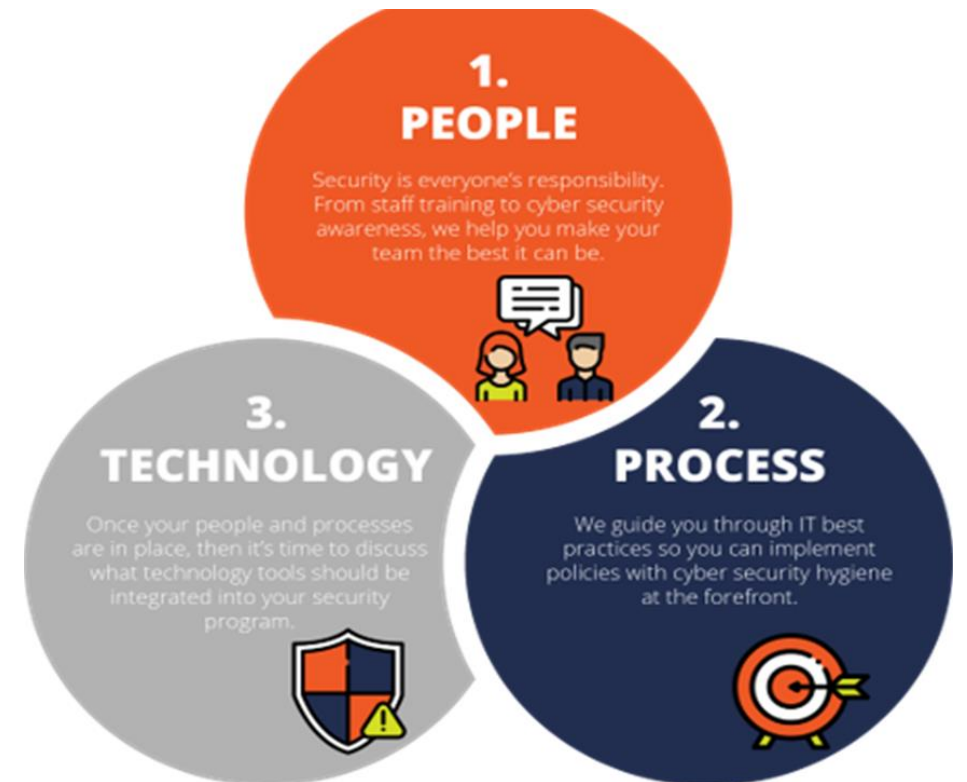 1.
PEOPLE
Security is everyone's responsibility.
From staff training to cyber security
awareness, we help you make your
team the best it can be.
2.
PROCESS
We guide you through IT best
practices so you can implement
policies with cyber security hygiene
at the forefront.
3.
TECHNOLOGY
Once your people and processes
are in place, then it's time to discuss
what technology tools should be
integrated into your security
program.